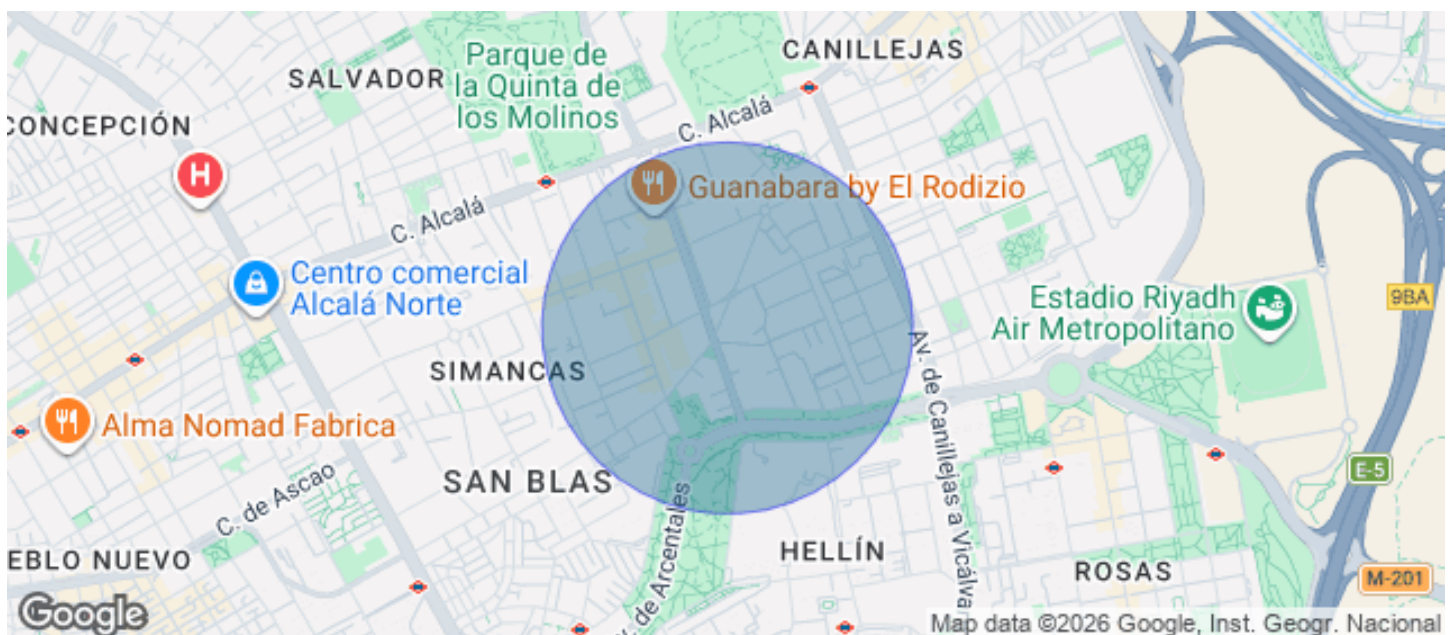 CANILLEJAS
Parque de
la Quinta de
los Molinos
SALVADOR
CONCEPCIÓN
C. Alcalá
H
Guanabara by El Rodizio
C. Alcalá
Centro comercial
Alcalá Norte
Estadio Riyadh
Air Metropolitano
9BA
SIMANCAS
Av. de Canillejas a Vicálva
Alma Nomad Fabrica
SAN BLAS
E-5
C. de Ascao
. de Arcentales
HELLÍN
EBLO NUEVO
ROSAS
M-201
Google
Map data ©2026 Google, Inst. Geogr. Nacional